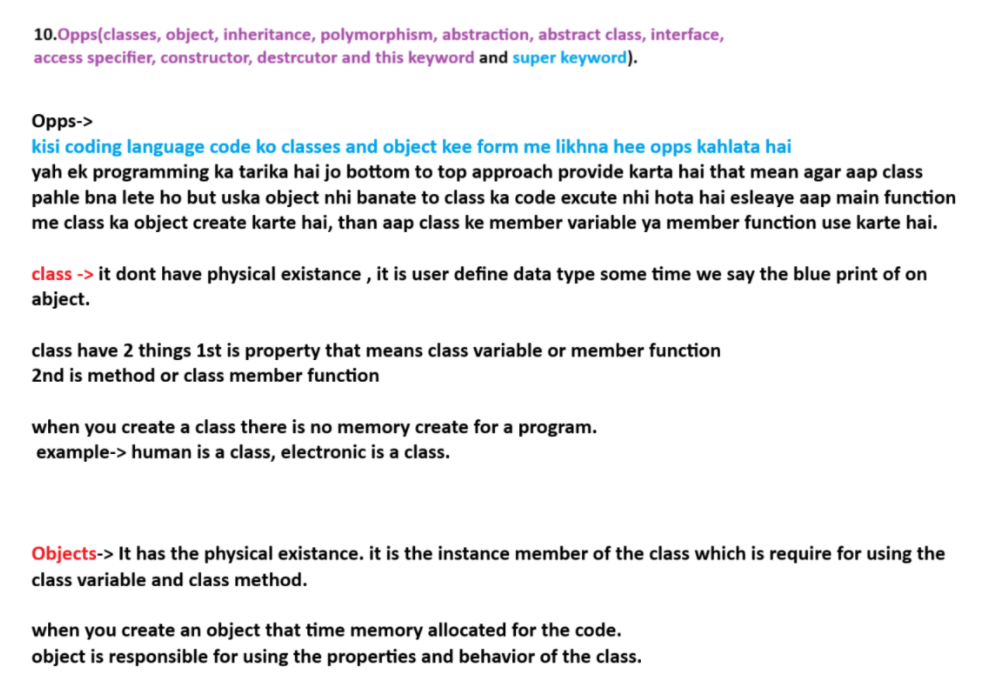 10.Opps(classes, object, inheritance, polymorphism, abstraction, abstract class, interface,
access specifier, constructor, destrcutor and this keyword and super keyword).
Opps->
kisi coding language code ko classes and object kee form me likhna hee opps kahlata hai
yah ek programming ka tarika hai jo bottom to top approach provide karta hai that mean agar aap class
pahle bna lete ho but uska object nhi banate to class ka code excute nhi hota hai esleaye aap main function
me class ka object create karte hai, than aap class ke member variable ya member function use karte hai.
class -> it dont have physical existance , it is user define data type some time we say the blue print of on
abject.
class have 2 things 1st is property that means class variable or member function
2nd is method or class member function
when you create a class there is no memory create for a program.
example-> human is a class, electronic is a class.
Objects-> It has the physical existance. it is the instance member of the class which is require for using the
class variable and class method.
when you create an object that time memory allocated for the code.
object is responsible for using the properties and behavior of the class.